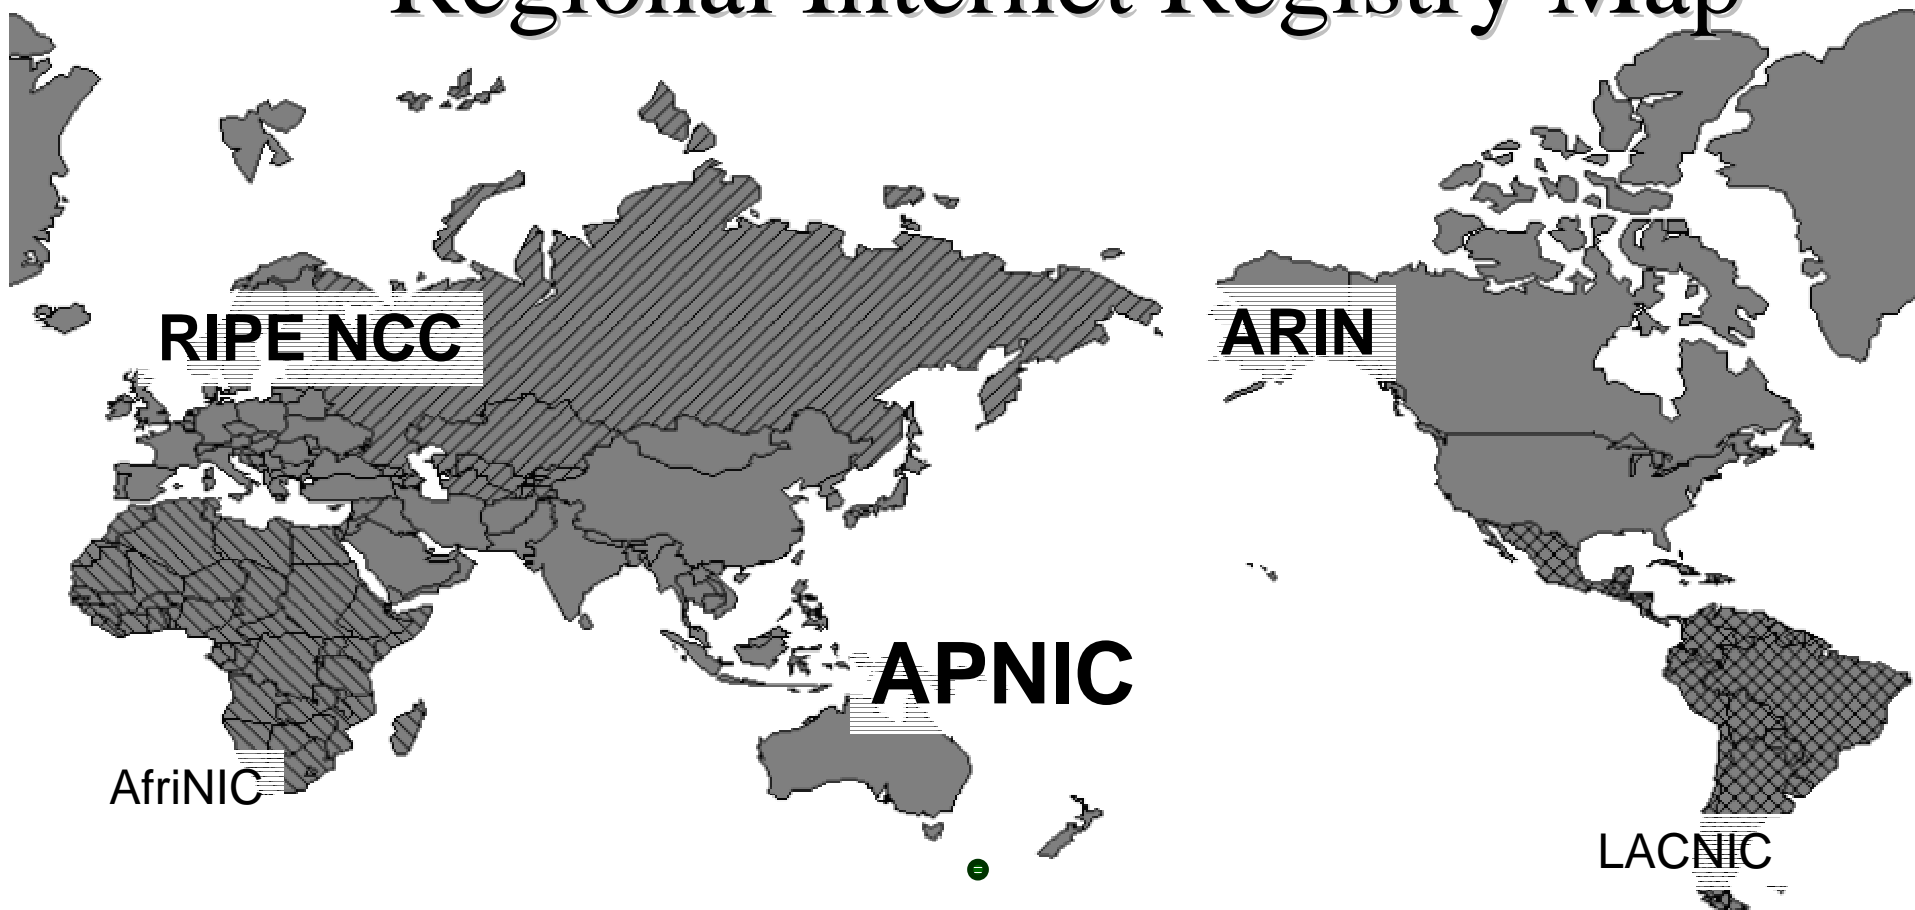 Regional Internet Registry Map
RIPE NCC
ARIN
APNIC
AfriNIC
LACNIC